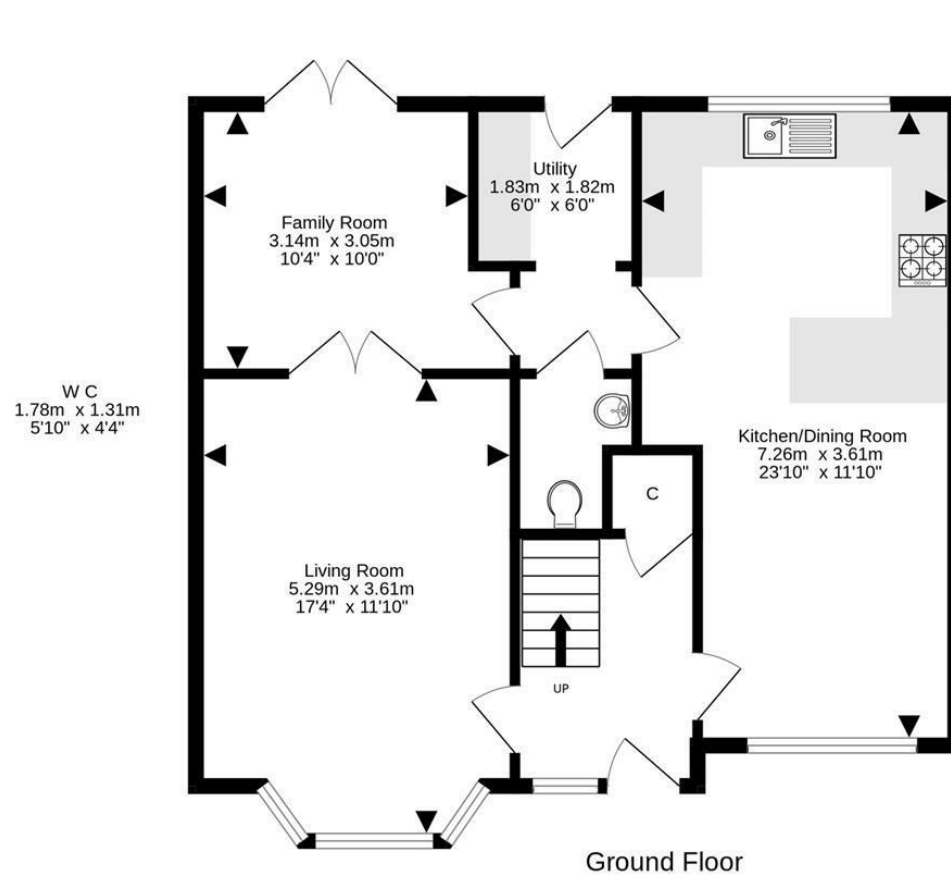 Utility
1.83m x 1.82m
6'0" x 6'0"
Family Room
3.14m x 3.05m
10'4" x 10'0"
W C
1.78m x 1.31m
5'10" x 4'4"
Kitchen/Dining Room
7.26m x 3.61m
23'10" x 11'10"
C
Living Room
5.29m x 3.61m
17'4" x 11'10"
UP
Ground Floor